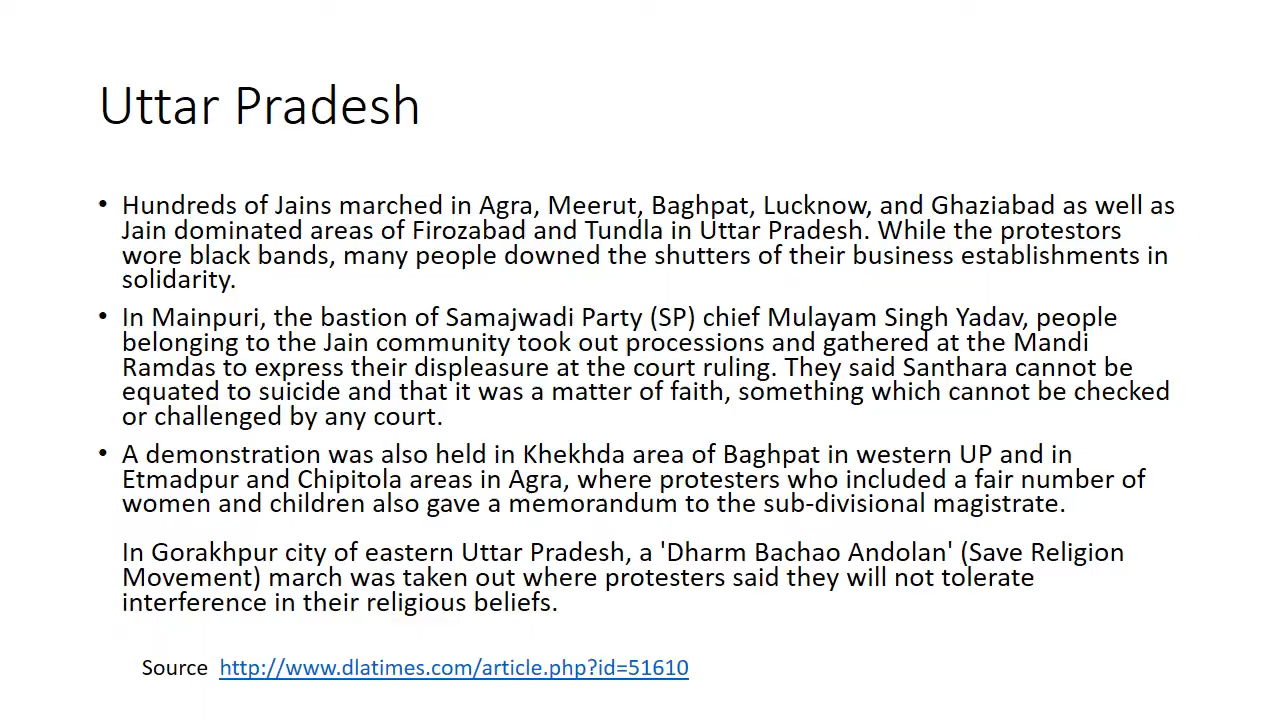 Uttar Pradesh
• Hundreds of Jains marched in Agra, Meerut, Baghpat, Lucknow, and Ghaziabad as well as
Jain dominated areas of Firozabad and Tundla in Uttar Pradesh. While the protestors
wore black bands, many people downed the shutters of their business establishments in
solidarity.
• In Mainpuri, the bastion of Samajwadi Party (SP) chief Mulayam Singh Yadav, people
belonging to the Jain community took out processions and gathered at the Mandi
Ramdas to express their displeasure at the court ruling. They said Santhara cannot be
equated to suicide and that it was a matter of faith, something which cannot be checked
or challenged by any court.
• A demonstration was also held in Khekhda area of Baghpat in western UP and in
Etmadpur and Chipitola areas in Agra, where protesters who included a fair number of
women and children also gave a memorandum to the sub-divisional magistrate.
In Gorakhpur city of eastern Uttar Pradesh, a 'Dharm Bachao Andolan' (Save Religion
Movement) march was taken out where protesters said they will not tolerate
interference in their religious beliefs.
Source http://www.dlatimes.com/article.php?id=51610